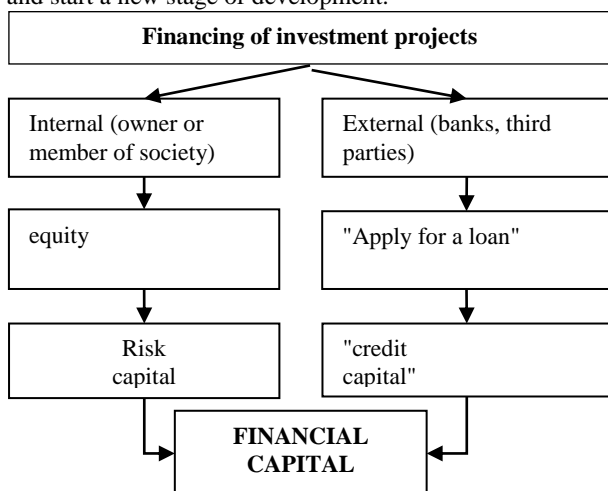 and start a new stage of development.
Financing of investment projects
Internal (owner or
member of society)
External (banks, third
parties)
equity
"Apply for a loan"
Risk
capital
"credit
capital"
FINANCIAL
CAPITAL